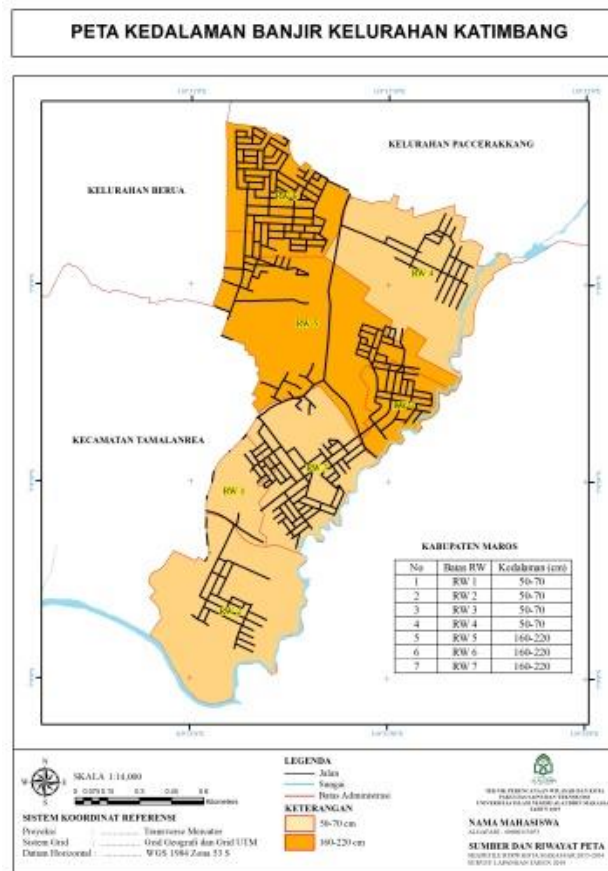 PETA KEDALAMAN BANJIR KELURAHAN KATIMBANG
KELURAHAN PACCERAKKANG
KELURAHAN BERUA
RW 4
RW 5
KECAMATAN TAMALANREA
RW 1
KABUPATEN MAROS
No Batas RW Kedalaman (cm)
1 RW 1 50-70
2 RW 2 50-70
3 RW 3 50-70
4 RW 4 50-70
5 RW 5 160-220
6 RW 6 160-220
7 RW 7 160-220
N
S
SKALA 1:14,000
Kilometers
SISTEM KOORDINAT REFERENSI
Proyeksi : Transverse Mercator
Sistem Grid : Grid Geografi dan Grid UTM
Datum Horizontal : WGS 1984 Zona 53 S
LEGENDA
Jalan
Sungai
Batas Administrasi
KETERANGAN
50-70 cm
160-220 cm
NAMA MAHASISWA
SUMBER DAN RIWAYAT PETA